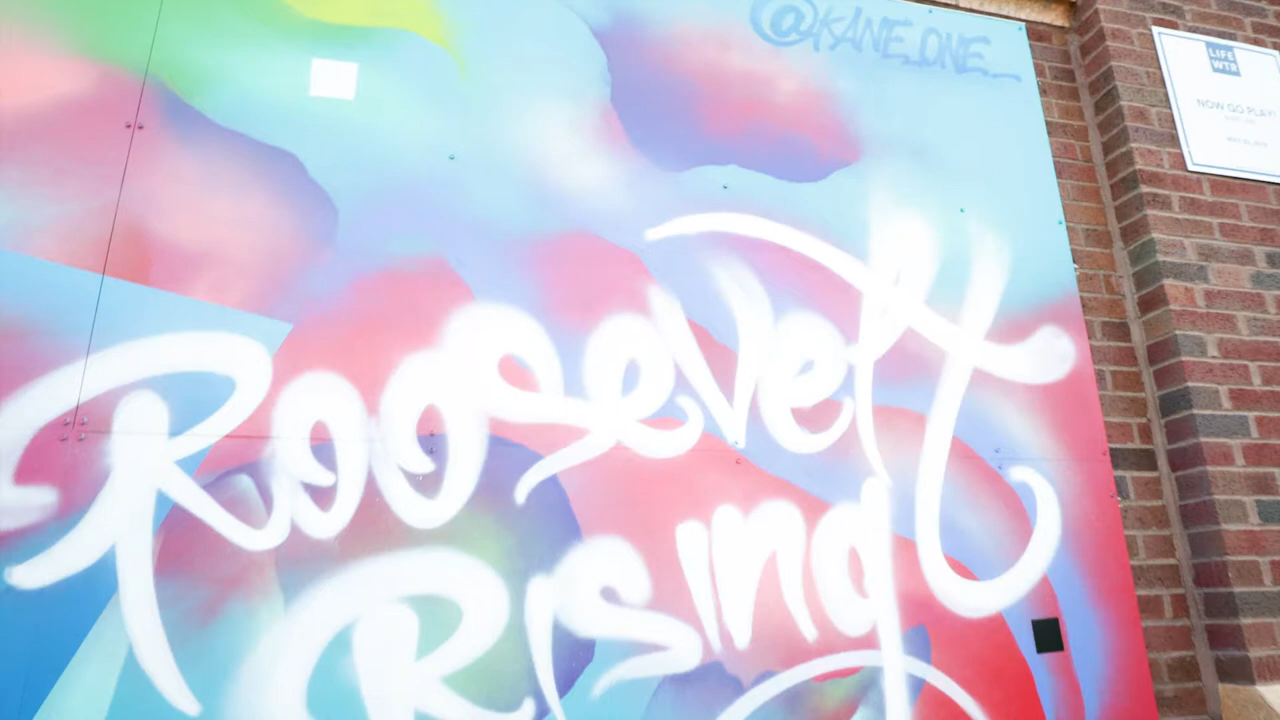 @KANE_ONE_
LIFE
WTR
NOW GO PLAY!
Roosevelt
Rising